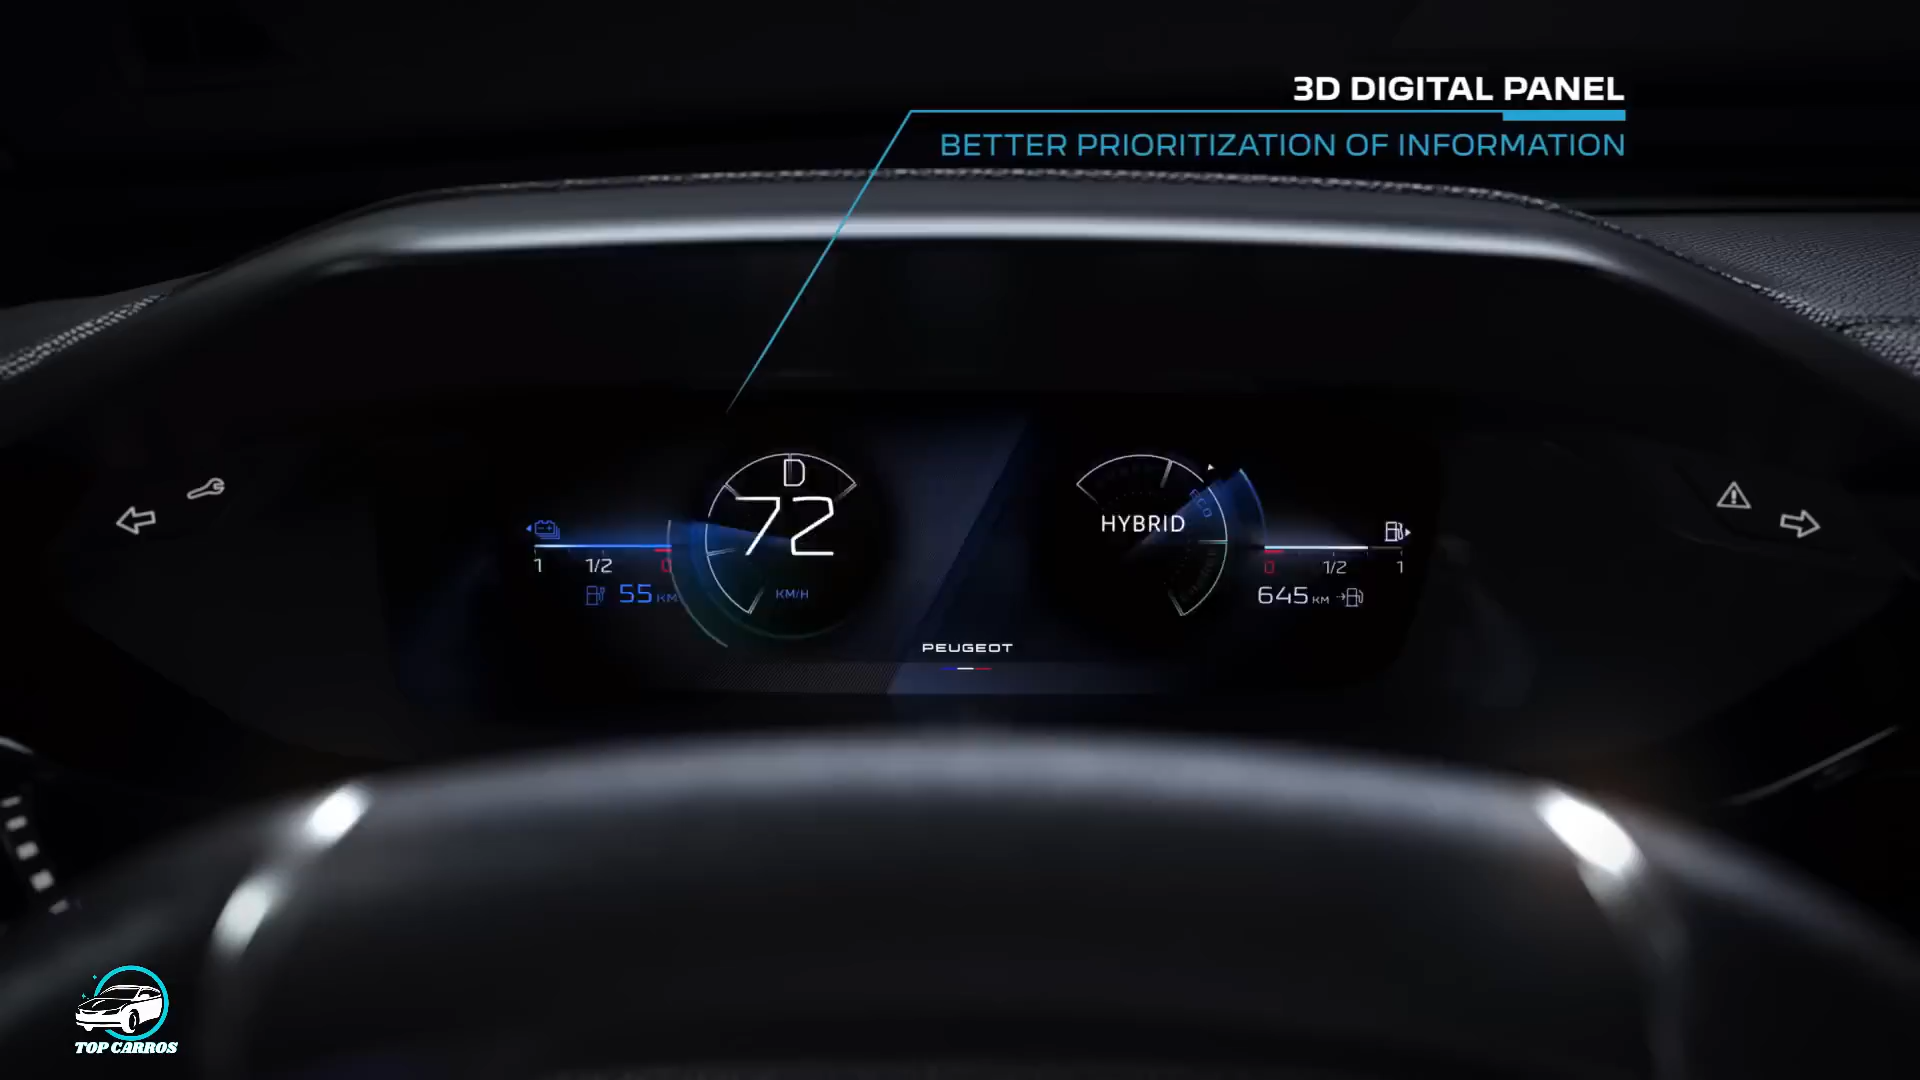 3D DIGITAL PANEL
BETTER PRIORITIZATION OF INFORMATION
D
72
KM/H
1 1/2 0
55 KM
HYBRID
ECO
0 1/2 1
645 KM
PEUGEOT
TOP CARROS